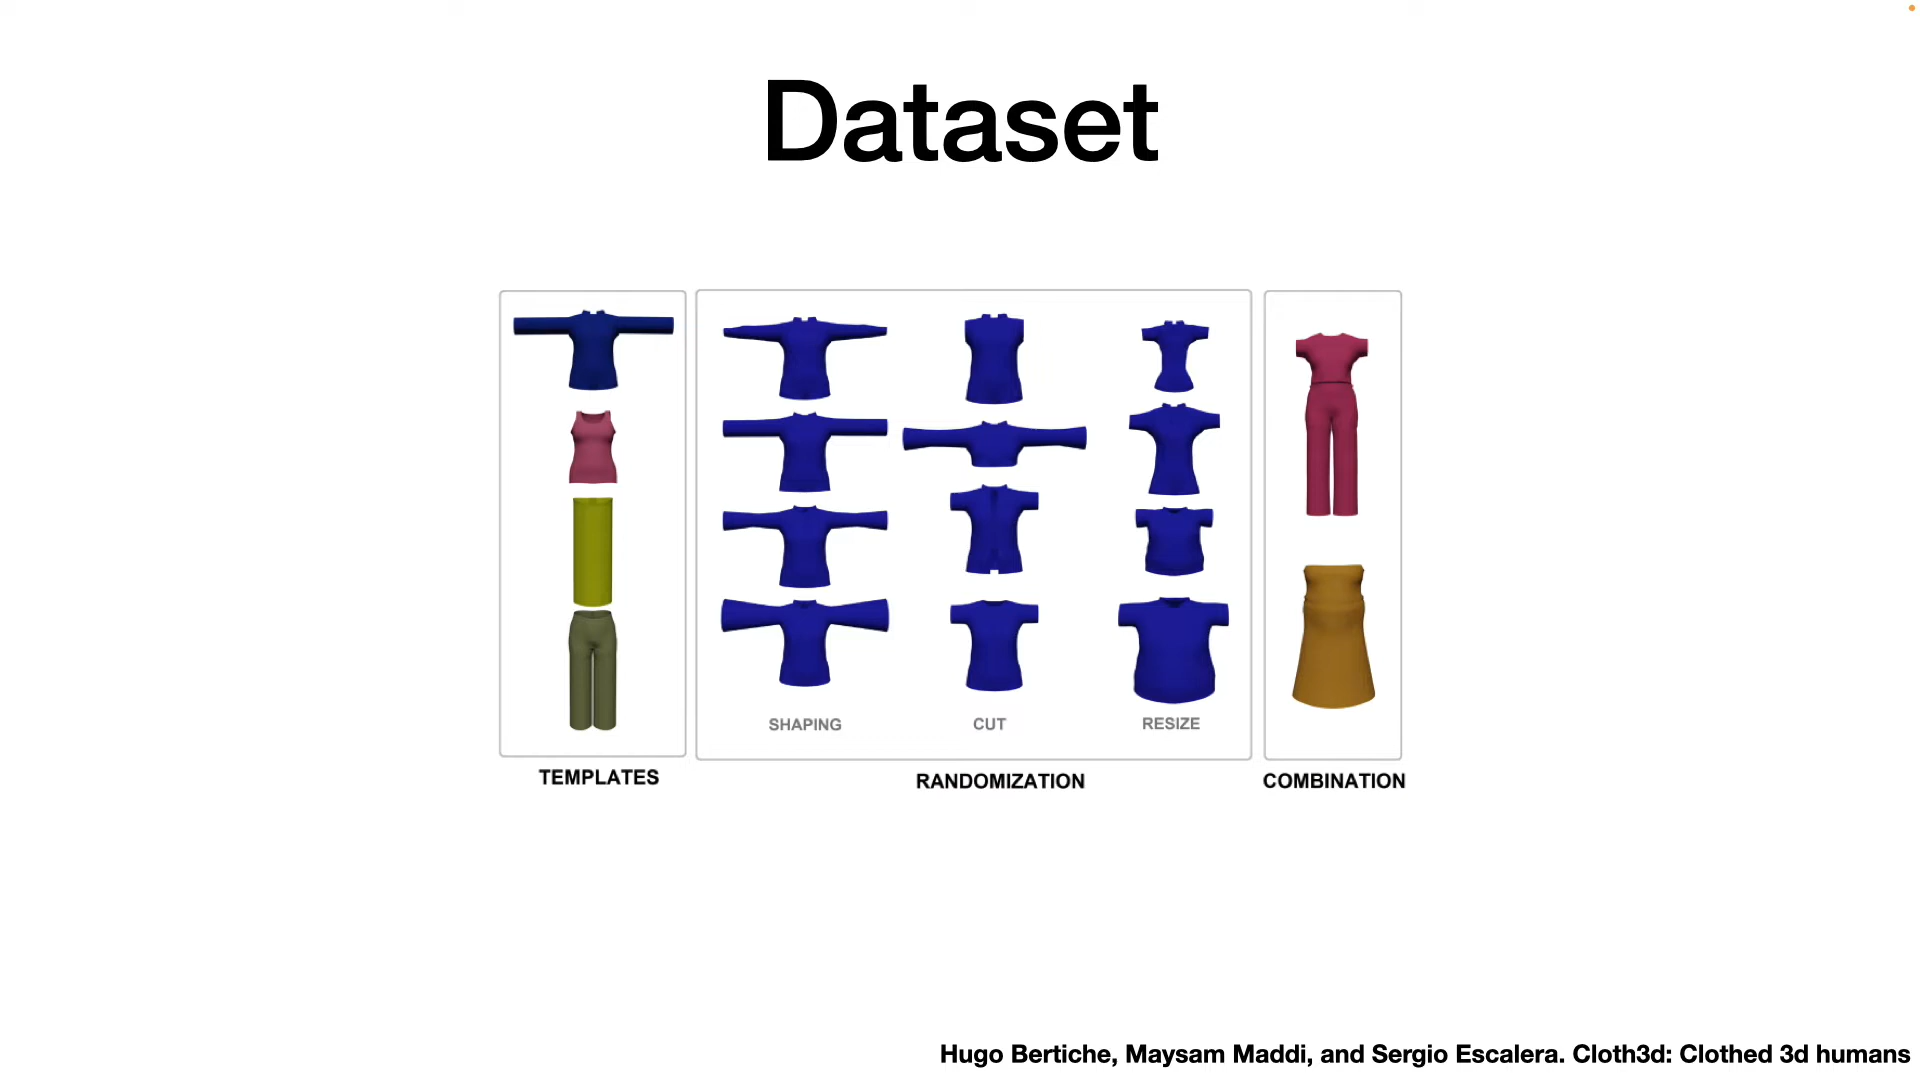 Dataset
SHAPING
CUT
RESIZE
TEMPLATES
RANDOMIZATION
COMBINATION
Hugo Bertiche, Maysam Maddi, and Sergio Escalera. Cloth3d: Clothed 3d humans